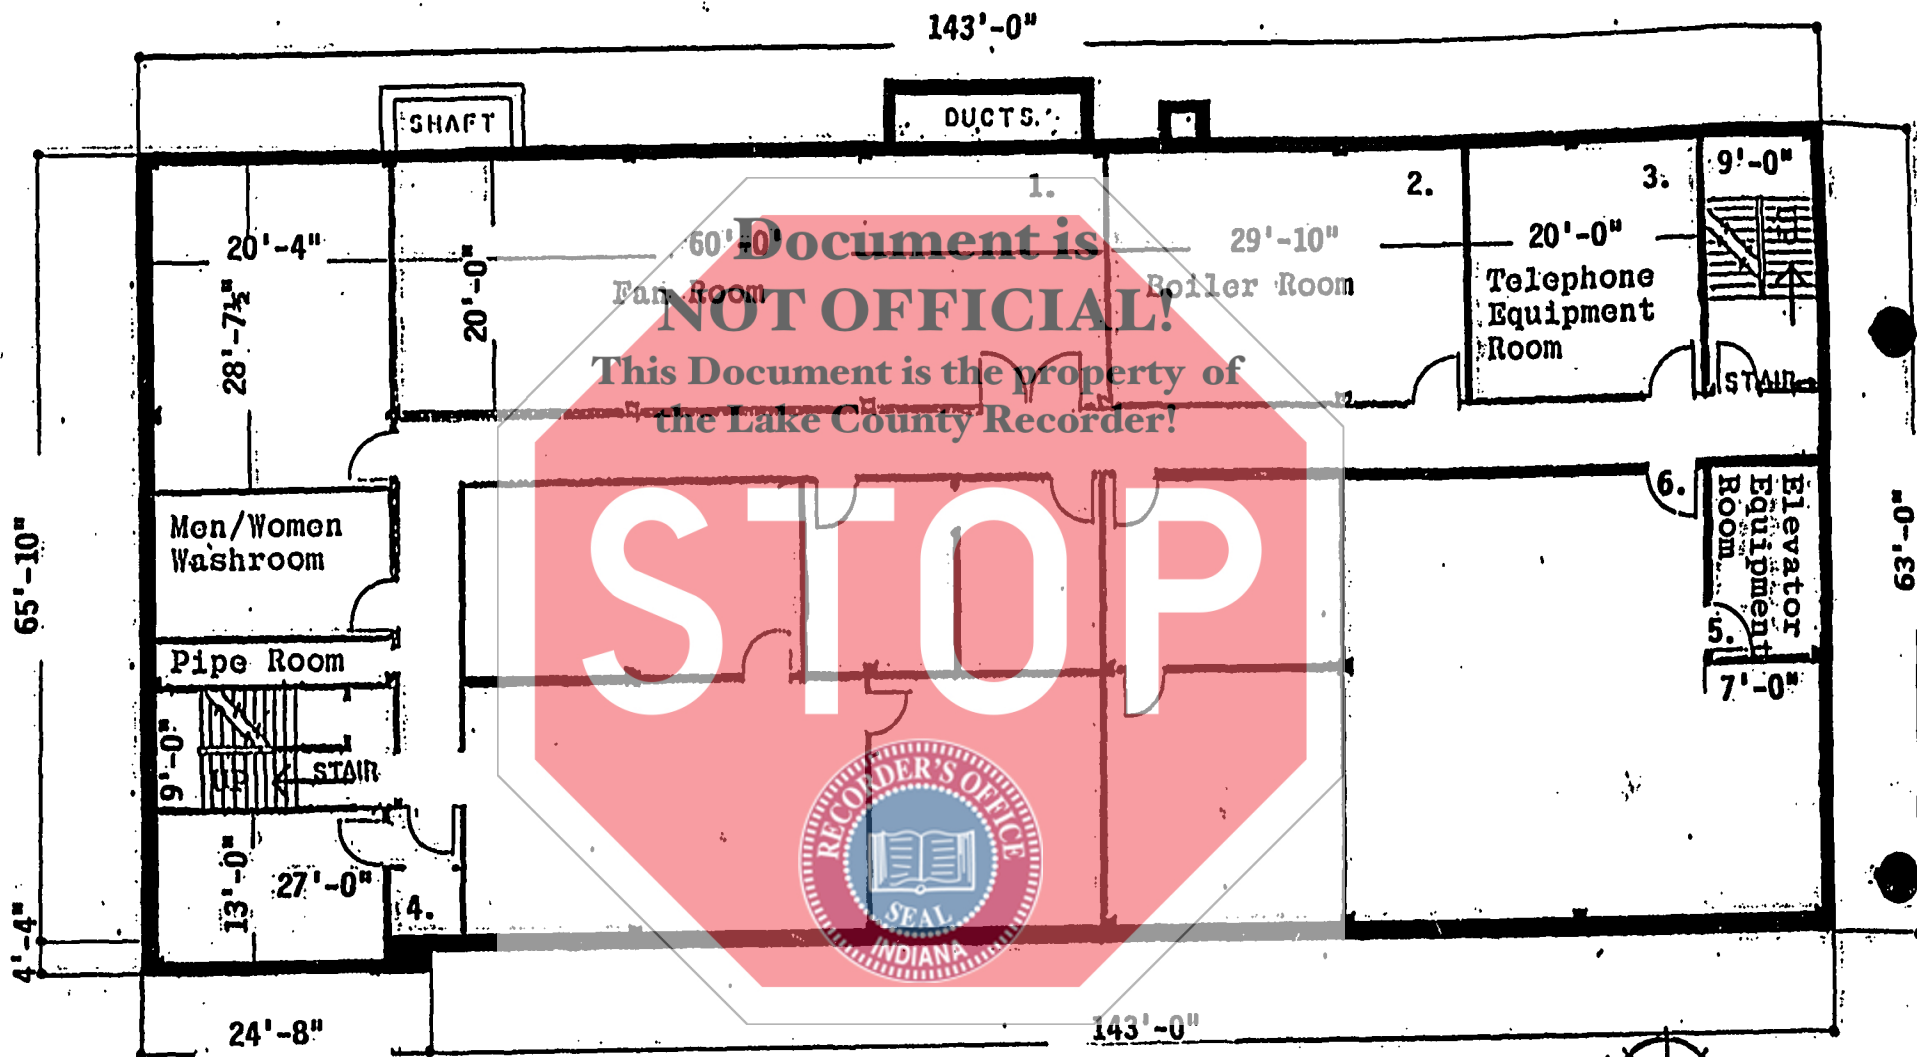 143'-0"
SHAFT
DUCTS.
1.
2.
3.
9'-0"
20'-4"
60'-0"
29'-10"
20'-0"
UP
Document is
NOT OFFICIAL!
This Document is the property of
the Lake County Recorder!
STOP
Fan Room
Boiler Room
Telephone
Equipment
Room
28'-7½"
20'-0"
STAIR
Men/Women
Washroom
Pipe Room
6.
Elevator
Equipment
Room
5.
7'-0"
65'-10"
63'-0"
9'-0"
UP
STAIR
13'-0"
27'-0"
4.
4'-4"
RECORDER'S OFFICE
SEAL
INDIANA
24'-8"
143'-0"